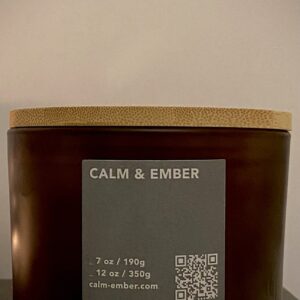 CALM & EMBER
_ 7 oz / 190g
_ 12 oz / 350g
calm-ember.com